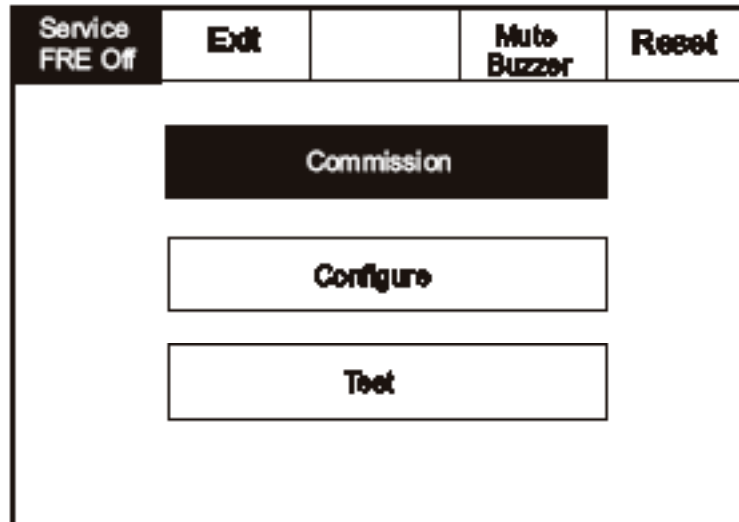 Service
FRE Off
Exit
Mute
Buzzer
Reset
Commission
Configure
Test